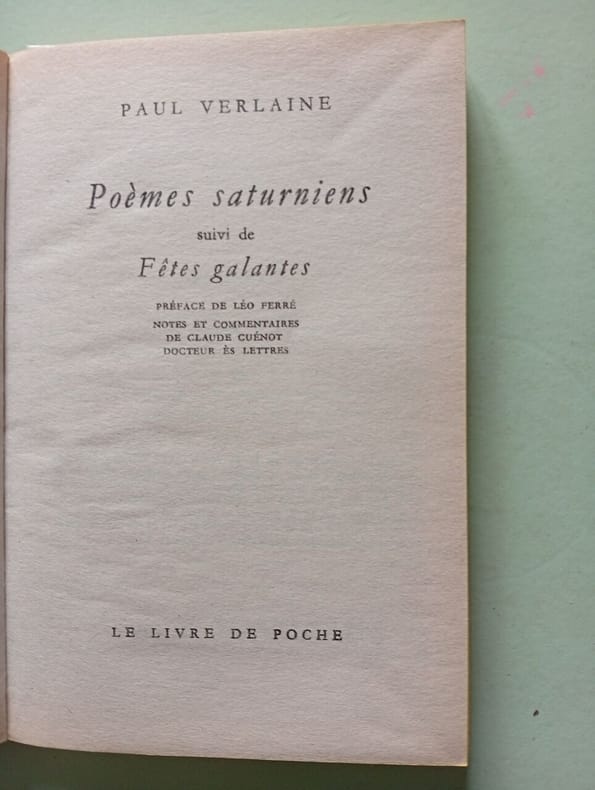 PAUL VERLAINE
Poèmes saturniens
suivi de
Fêtes galantes
PRÉFACE DE LÉO FERRÉ
NOTES ET COMMENTAIRES
DE CLAUDE CUÉNOT
DOCTEUR ÈS LETTRES
LE LIVRE DE POCHE